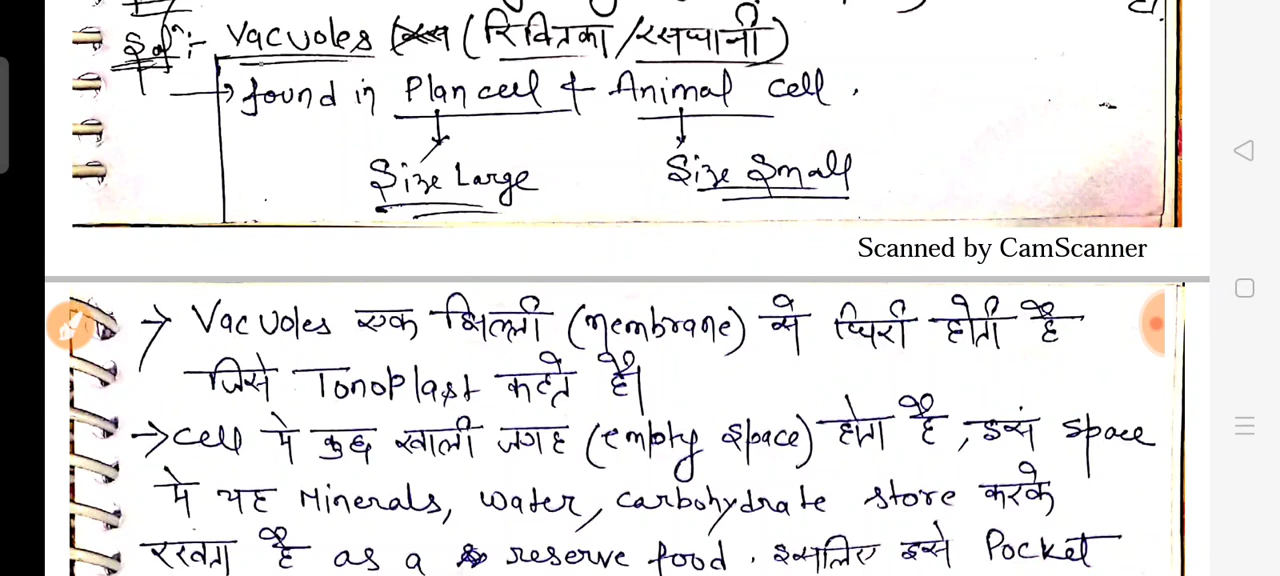 Solⁿ:- Vacuoles (रिक्तिका/रसधानी)
→ found in Plan cell & Animal cell.
Size Large Size Small
Scanned by CamScanner
→ Vacuoles एक झिल्ली (membrane) से घिरी होती है
जिसे Tonoplast कहते है।
→ cell में कुछ खाली जगह (empty space) होता है, इस space
में यह Minerals, water, carbohydrate store करके
रखता है as a reserve food. इसलिए इसे Pocket